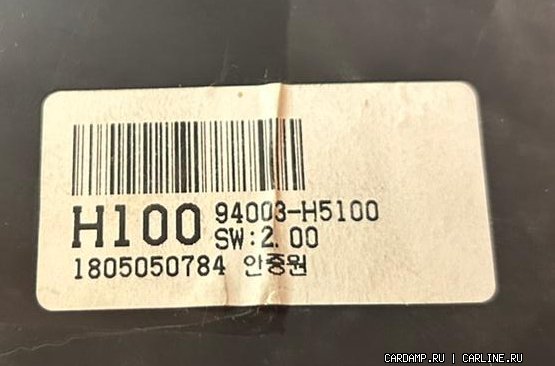 H100 94003-H5100
SW:2.00
1805050784 안중원
CARDAMP.RU | CARLINE.RU